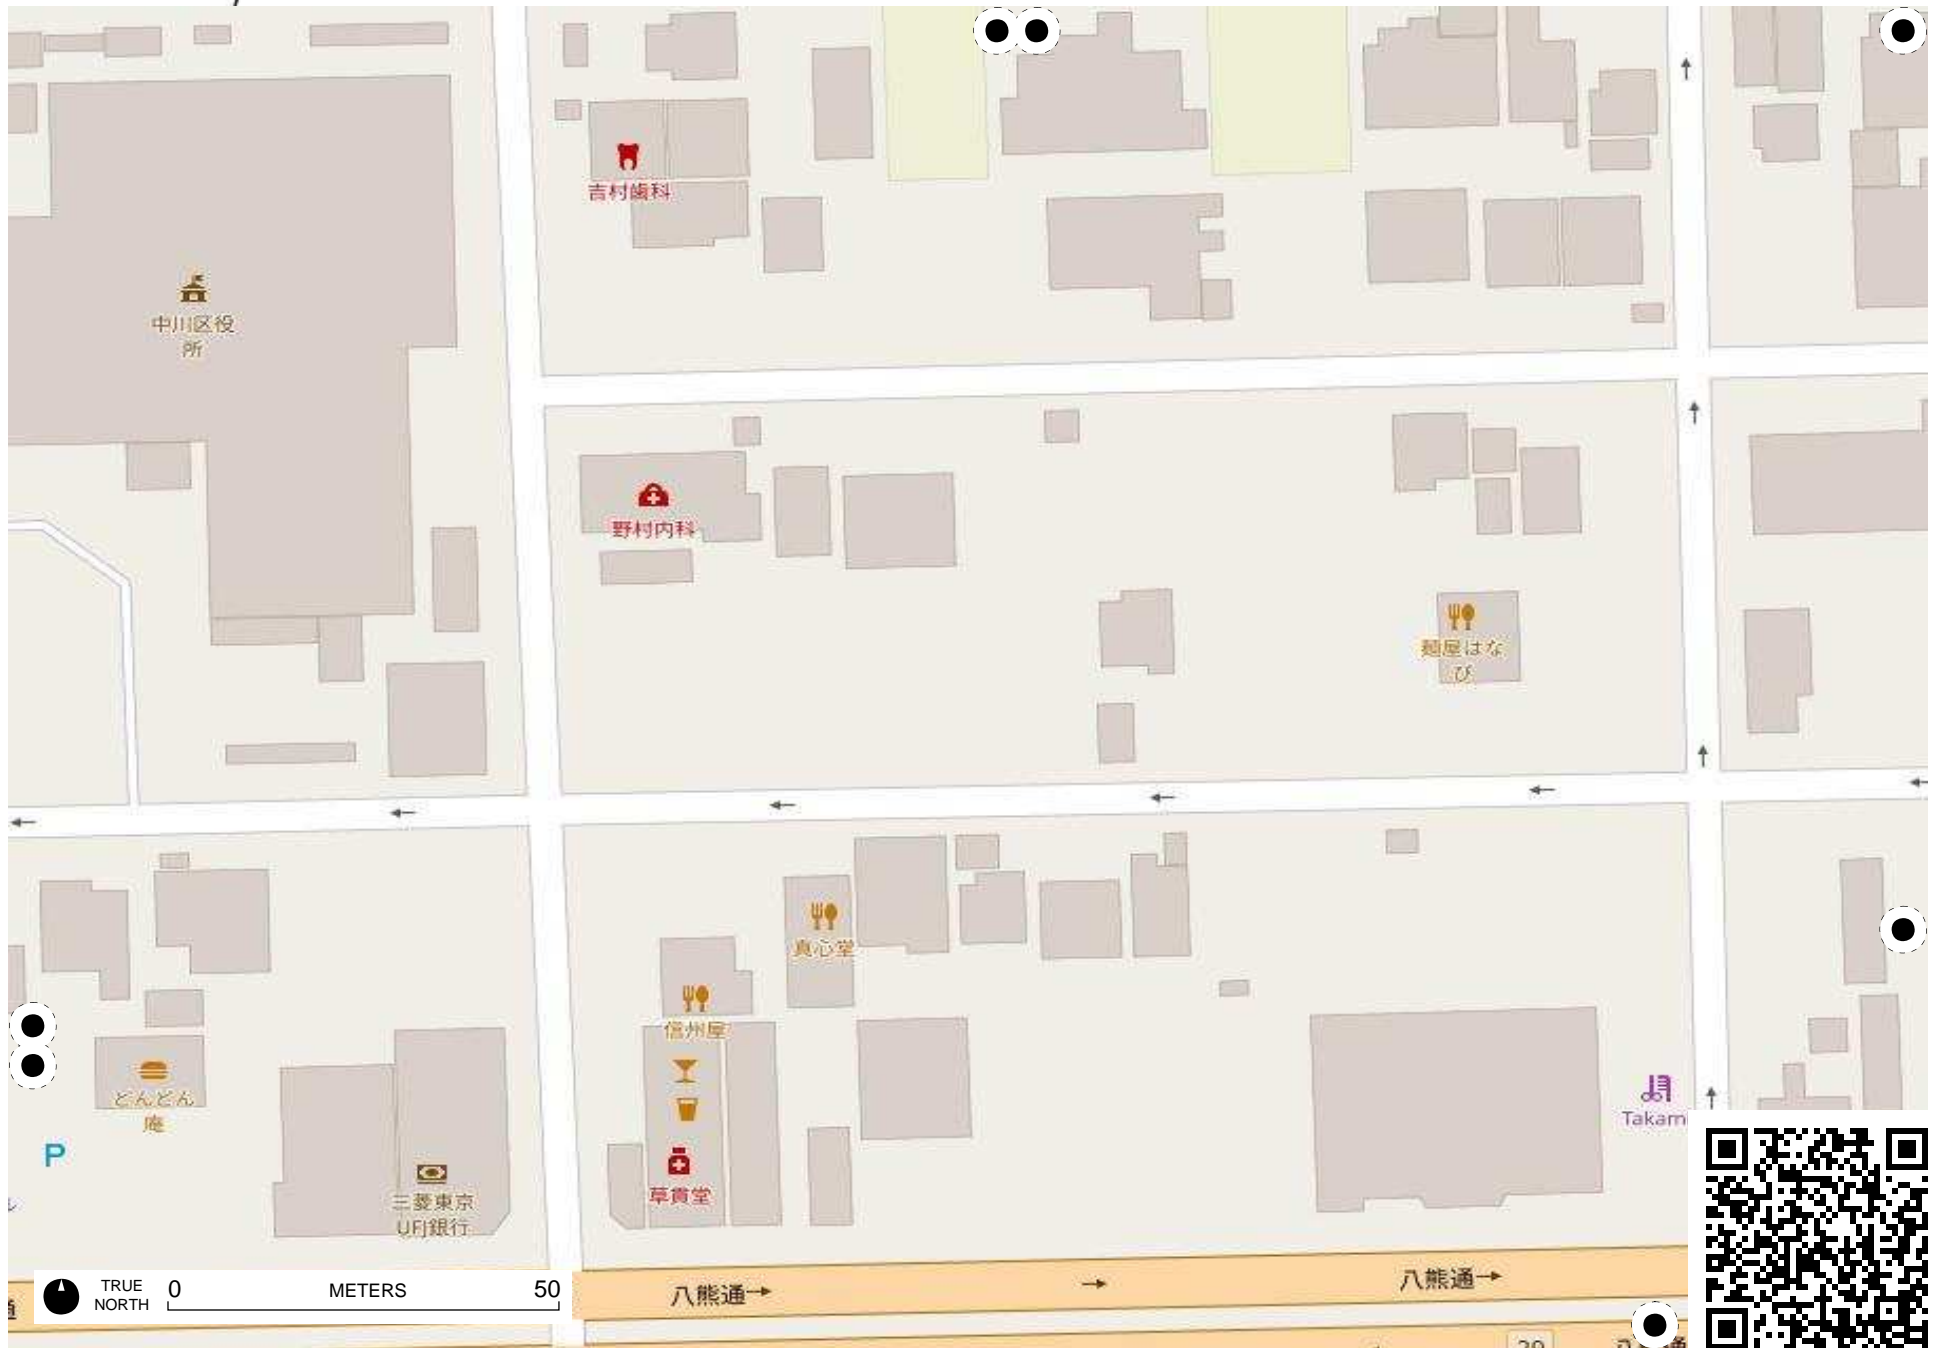 吉村歯科
中川区役
所
野村内科
麺屋はな
び
真心堂
信州屋
どんどん
庵
Takam
P
草貫堂
三菱東京
UFJ銀行
TRUE
NORTH
0 METERS 50
八熊通
八熊通
29